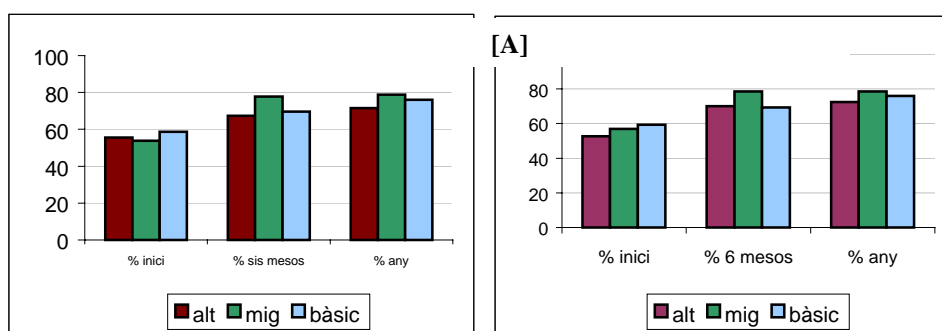 100
80
60
40
20
0
% inici % sis mesos % any
alt mig bàsic
[A]
80
60
40
20
0
% inici % 6 mesos % any
alt mig bàsic